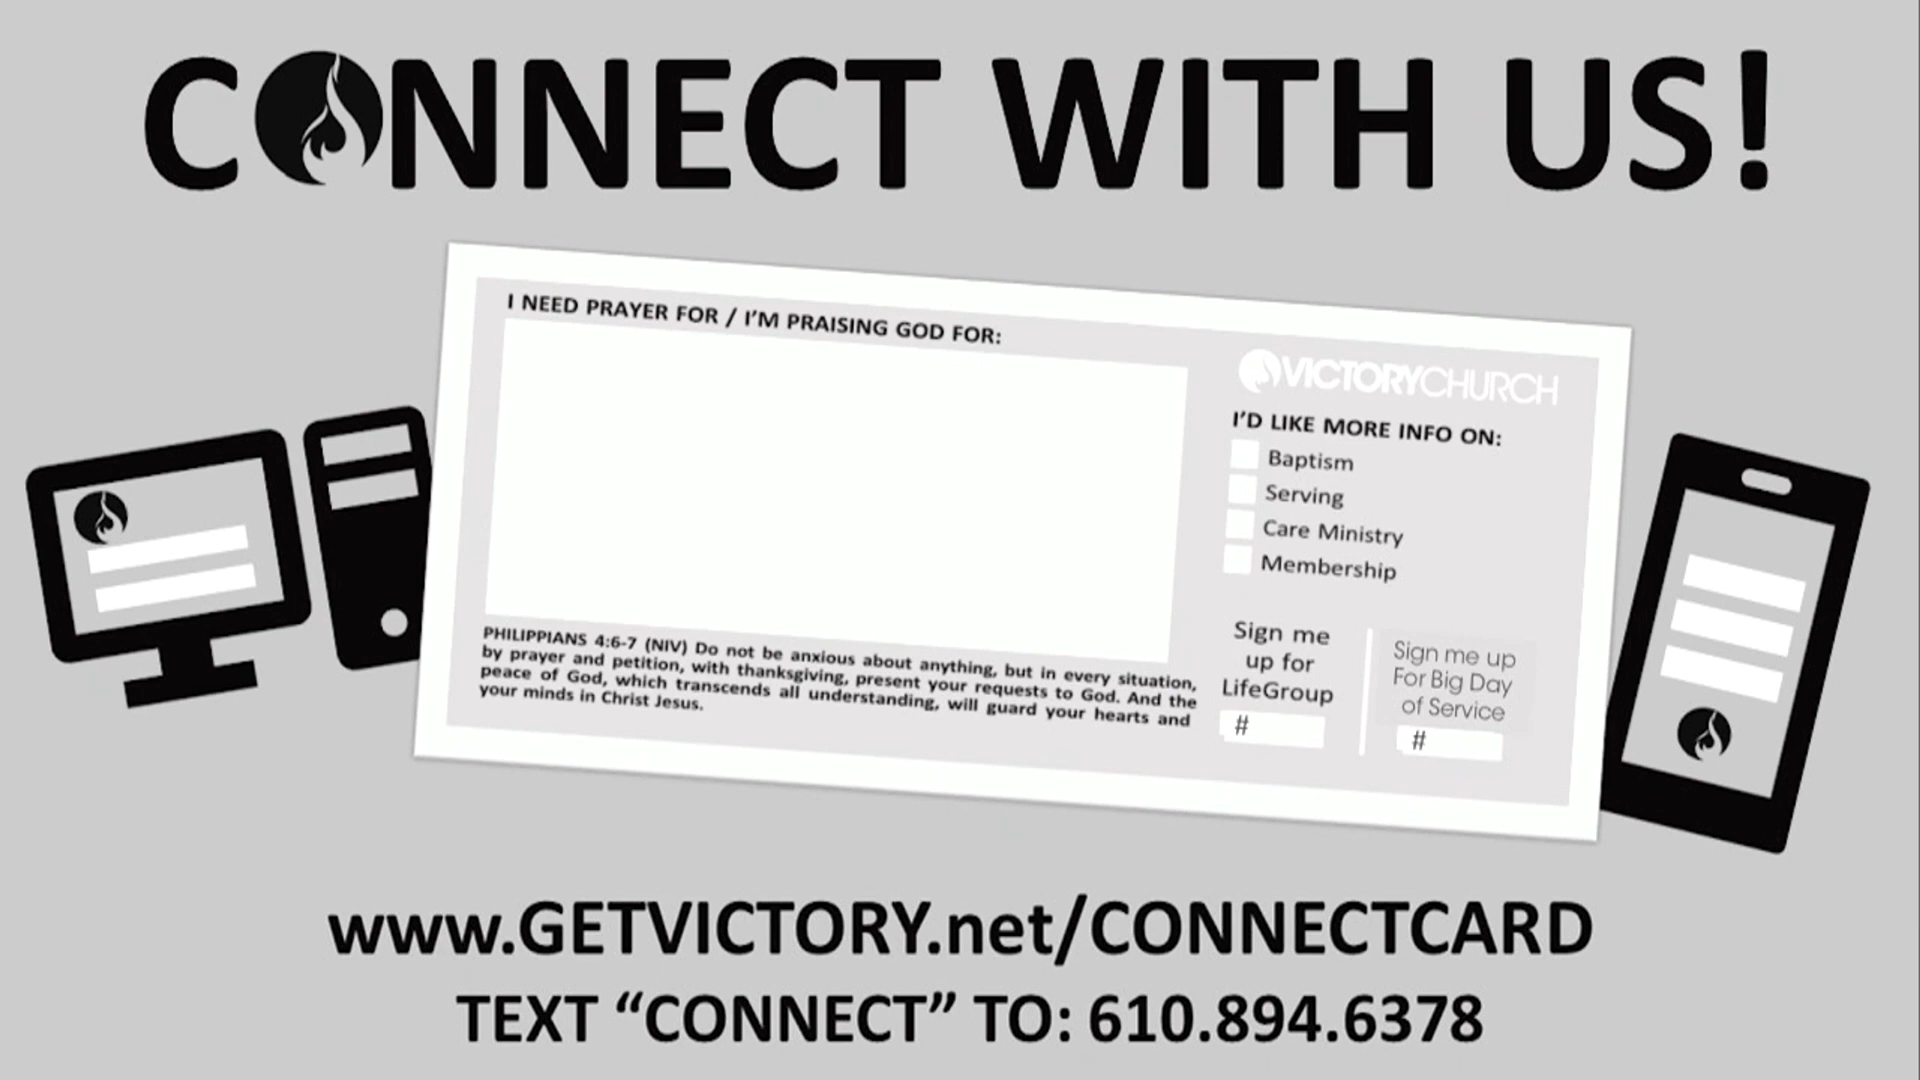 CONNECT WITH US!
I NEED PRAYER FOR / I'M PRAISING GOD FOR:
PHILIPPIANS 4:6-7 (NIV) Do not be anxious about anything, but in every situation,
by prayer and petition, with thanksgiving, present your requests to God. And the
peace of God, which transcends all understanding, will guard your hearts and
your minds in Christ Jesus.
VICTORYCHURCH
I'D LIKE MORE INFO ON:
Baptism
Serving
Care Ministry
Membership
Sign me
up for
LifeGroup
#
Sign me up
For Big Day
of Service
#
www.GETVICTORY.net/CONNECTCARD
TEXT “CONNECT” TO: 610.894.6378